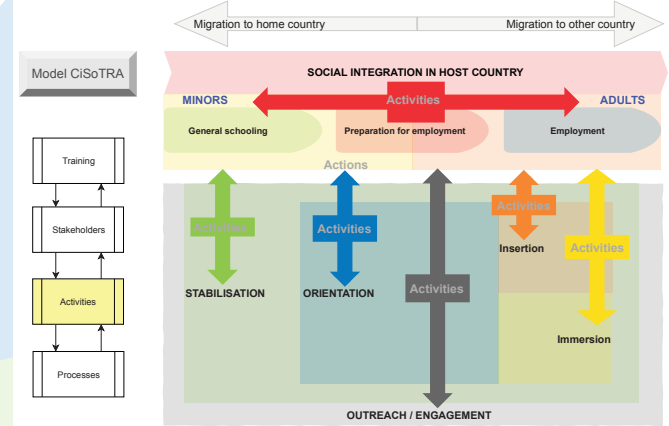 Migration to home country
Migration to other country
Model CiSoTRA
SOCIAL INTEGRATION IN HOST COUNTRY
MINORS
Activities
ADULTS
General schooling
Preparation for employment
Employment
Training
Actions
Stakeholders
Activities
Activities
Activities
Insertion
Activities
Activities
Activities
STABILISATION
ORIENTATION
Immersion
Processes
OUTREACH / ENGAGEMENT